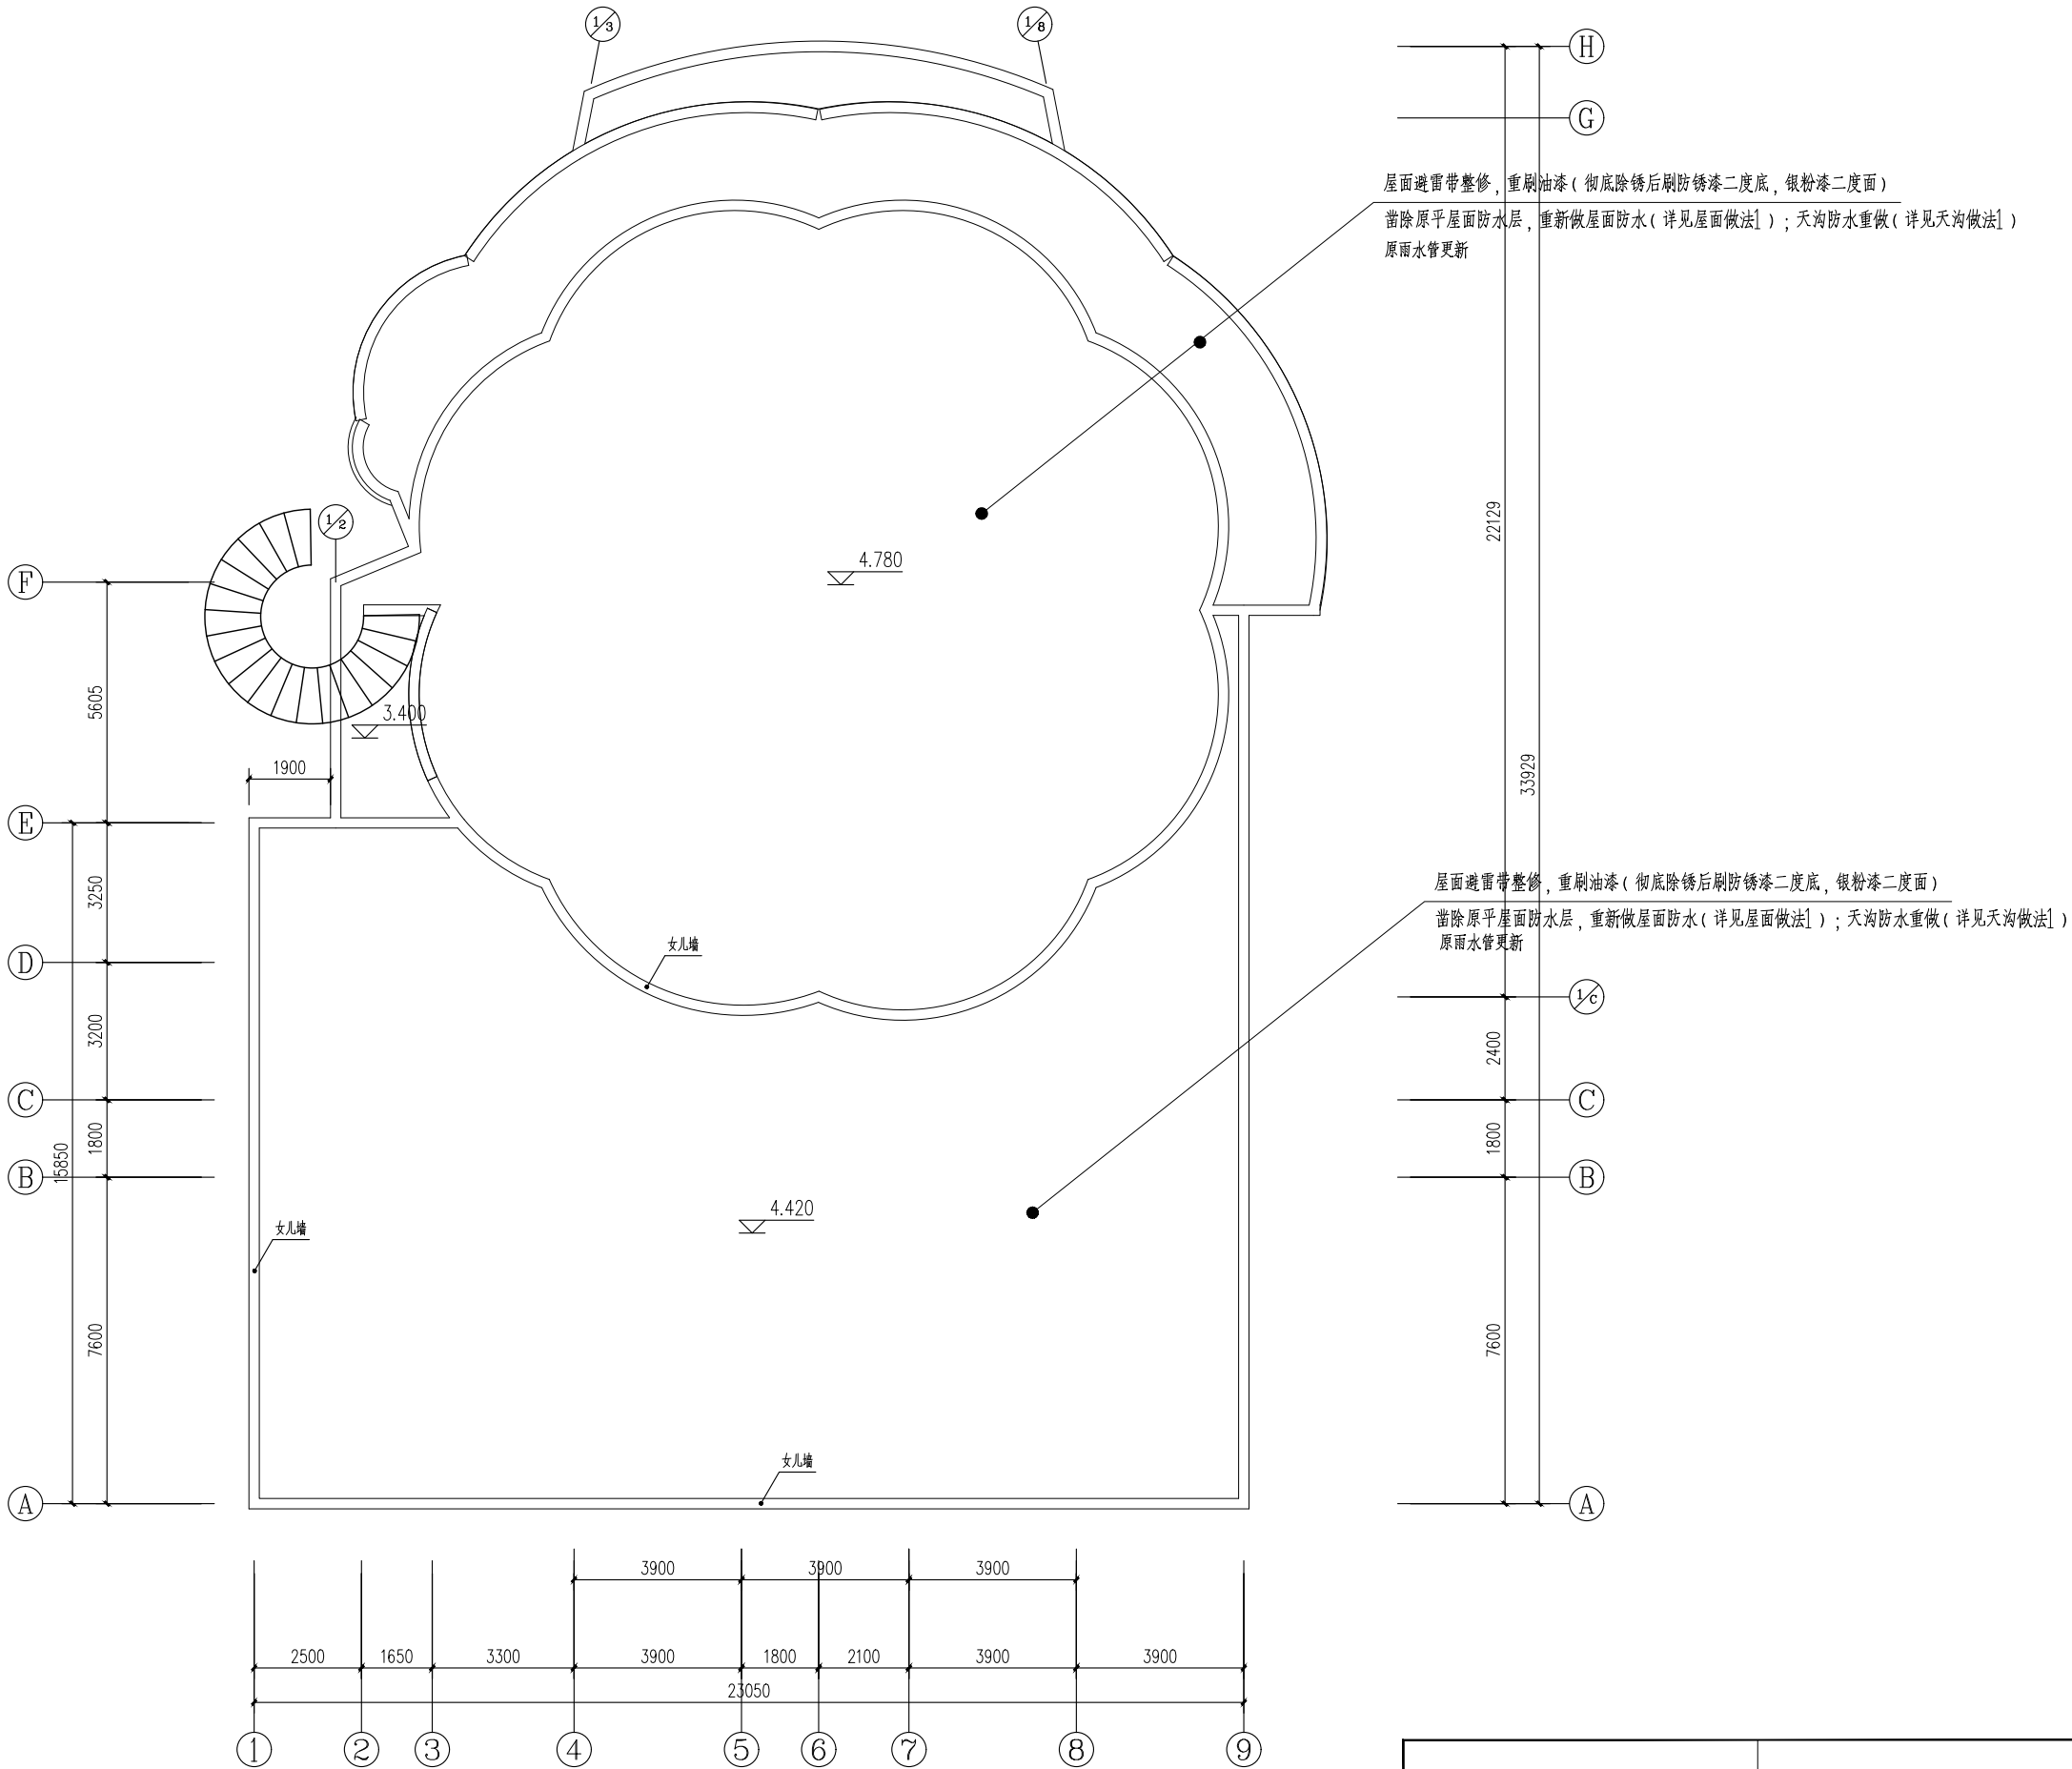 1/3
1/8
H
G
屋面避雷带整修，重刷油漆（彻底除锈后刷防锈漆二度底，银粉漆二度面）
凿除原平屋面防水层，重新做屋面防水（详见屋面做法1）；天沟防水重做（详见天沟做法1）
原雨水管更新
22129
1/2
4.780
F
5605
3.400
33929
1900
E
屋面避雷带整修，重刷油漆（彻底除锈后刷防锈漆二度底，银粉漆二度面）
3250
凿除原平屋面防水层，重新做屋面防水（详见屋面做法1）；天沟防水重做（详见天沟做法1）
原雨水管更新
女儿墙
D
1/C
3200
2400
C
C
1800
1800
15850
B
B
4.420
女儿墙
7600
7600
女儿墙
A
A
3900
3900
3900
2500
1650
3300
3900
1800
2100
3900
3900
23050
1
2
3
4
5
6
7
8
9